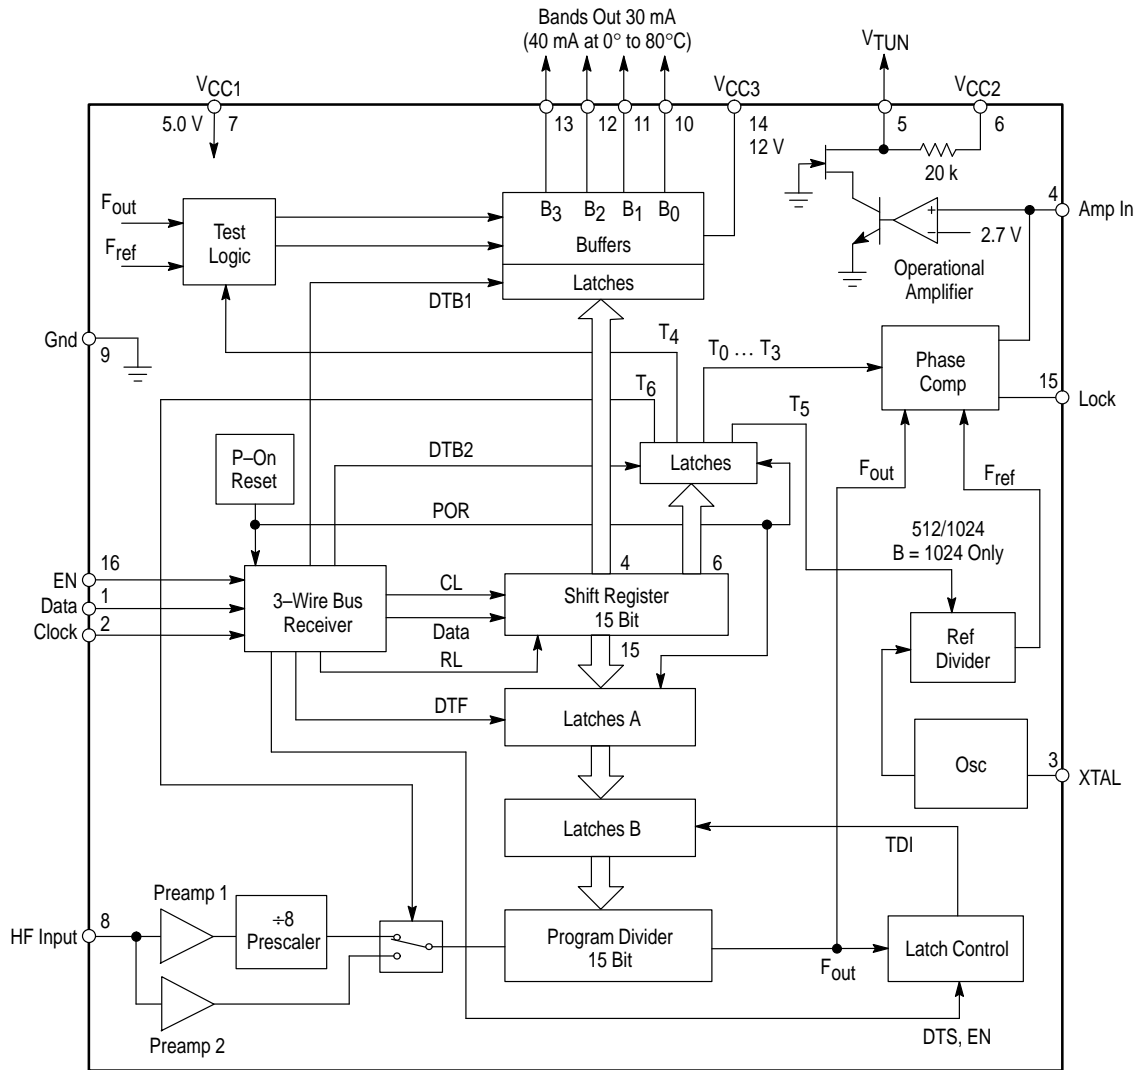 Bands Out 30 mA
(40 mA at 0° to 80°C)
VTUN
VCC1
VCC3
VCC2
5.0 V
7
13
12
11
10
14
12 V
5
6
20 k
4
Amp In
Fout
Fref
Test
Logic
B3
B2
B1
B0
Buffers
Latches
+
–
2.7 V
Operational
Amplifier
DTB1
Gnd
9
T4
T0 … T3
Phase
Comp
15
Lock
T6
T5
P–On
Reset
DTB2
Latches
Fout
Fref
POR
512/1024
B = 1024 Only
16
EN
1
Data
2
Clock
3–Wire Bus
Receiver
CL
Data
RL
4
6
Shift Register
15 Bit
15
Ref
Divider
DTF
Latches A
Osc
3
XTAL
Latches B
TDI
Preamp 1
8
HF Input
÷8
Prescaler
Program Divider
15 Bit
Fout
Latch Control
Preamp 2
DTS, EN